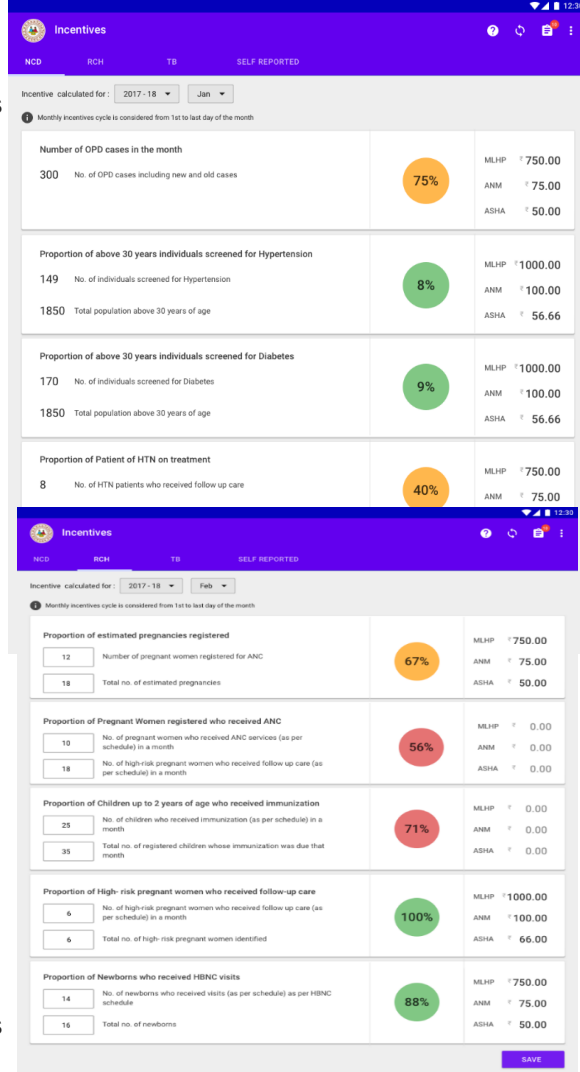 12:30
Incentives
NCD RCH TB SELF REPORTED
Incentive calculated for : 2017 - 18 Jan
Monthly incentives cycle is considered from 1st to last day of the month
Number of OPD cases in the month
300 No. of OPD cases including new and old cases
75%
MLHP ₹ 750.00
ANM ₹ 75.00
ASHA ₹ 50.00
Proportion of above 30 years individuals screened for Hypertension
149 No. of individuals screened for Hypertension
1850 Total population above 30 years of age
8%
MLHP ₹ 1000.00
ANM ₹ 100.00
ASHA ₹ 56.66
Proportion of above 30 years individuals screened for Diabetes
170 No. of individuals screened for Diabetes
1850 Total population above 30 years of age
9%
MLHP ₹ 1000.00
ANM ₹ 100.00
ASHA ₹ 56.66
Proportion of Patient of HTN on treatment
8 No. of HTN patients who received follow up care
40%
MLHP ₹ 750.00
ANM ₹ 75.00
12:30
Incentives
NCD RCH TB SELF REPORTED
Incentive calculated for : 2017 - 18 Feb
Monthly incentives cycle is considered from 1st to last day of the month
Proportion of estimated pregnancies registered
12 Number of pregnant women registered for ANC
18 Total no. of estimated pregnancies
67%
MLHP ₹ 750.00
ANM ₹ 75.00
ASHA ₹ 50.00
Proportion of Pregnant Women registered who received ANC
10 No. of pregnant women who received ANC services (as per
schedule) in a month
18 No. of high-risk pregnant women who received follow up care (as
per schedule) in a month
56%
MLHP ₹ 0.00
ANM ₹ 0.00
ASHA ₹ 0.00
Proportion of Children up to 2 years of age who received immunization
25 No. of children who received immunization (as per schedule) in a
month
35 Total no. of registered children whose immunization was due that
month
71%
MLHP ₹ 0.00
ANM ₹ 0.00
ASHA ₹ 0.00
Proportion of High- risk pregnant women who received follow-up care
6 No. of high-risk pregnant women who received follow up care (as
per schedule) in a month
6 Total no. of high- risk pregnant women identified
100%
MLHP ₹ 1000.00
ANM ₹ 100.00
ASHA ₹ 66.00
Proportion of Newborns who received HBNC visits
14 No. of newborns who received visits (as per schedule) as per HBNC
schedule
16 Total no. of newborns
88%
MLHP ₹ 750.00
ANM ₹ 75.00
ASHA ₹ 50.00
SAVE